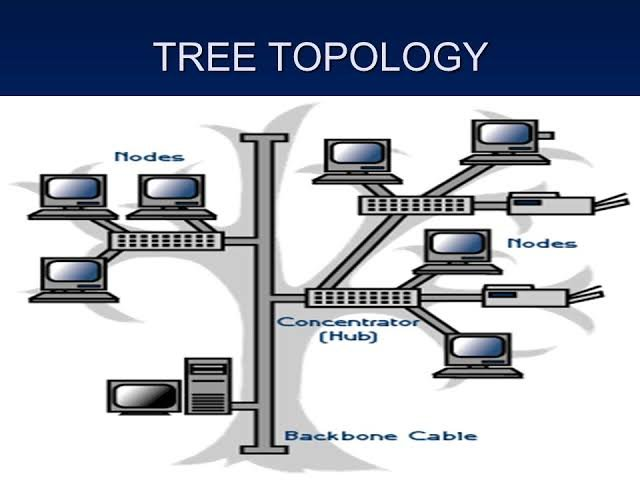 TREE TOPOLOGY
Nodes
Nodes
Concentrator
(Hub)
Backbone Cable